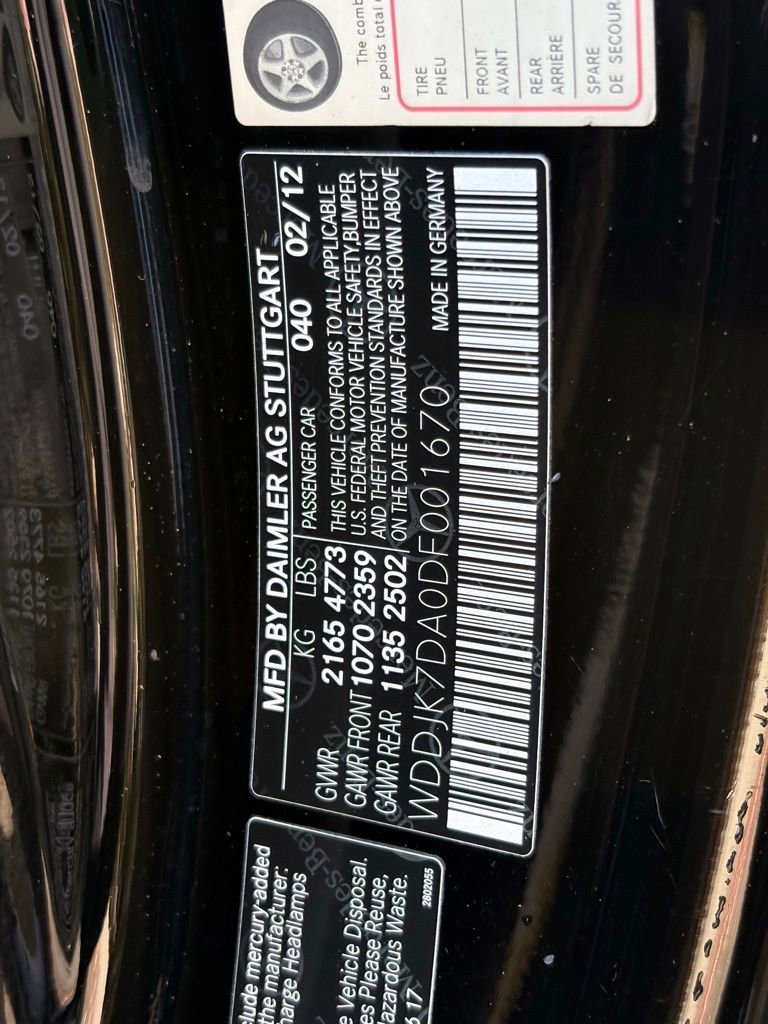 clude mercury-added
the manufacturer:
harge Headlamps
e Vehicle Disposal.
es Please Reuse,
azardous Waste.
6.17
2802055
MFD BY DAIMLER AG STUTTGART
KG LBS PASSENGER CAR 040 02/12
GWWR 2165 4773
GAWR FRONT 1070 2359
GAWR REAR 1135 2502
THIS VEHICLE CONFORMS TO ALL APPLICABLE
U.S. FEDERAL MOTOR VEHICLE SAFETY,BUMPER
AND THEFT PREVENTION STANDARDS IN EFFECT
ON THE DATE OF MANUFACTURE SHOWN ABOVE
WDDJK7DA0DF001670 MADE IN GERMANY
The comb
Le poids total
TIRE
PNEU
FRONT
AVANT
REAR
ARRIÈRE
SPARE
DE SECOUR